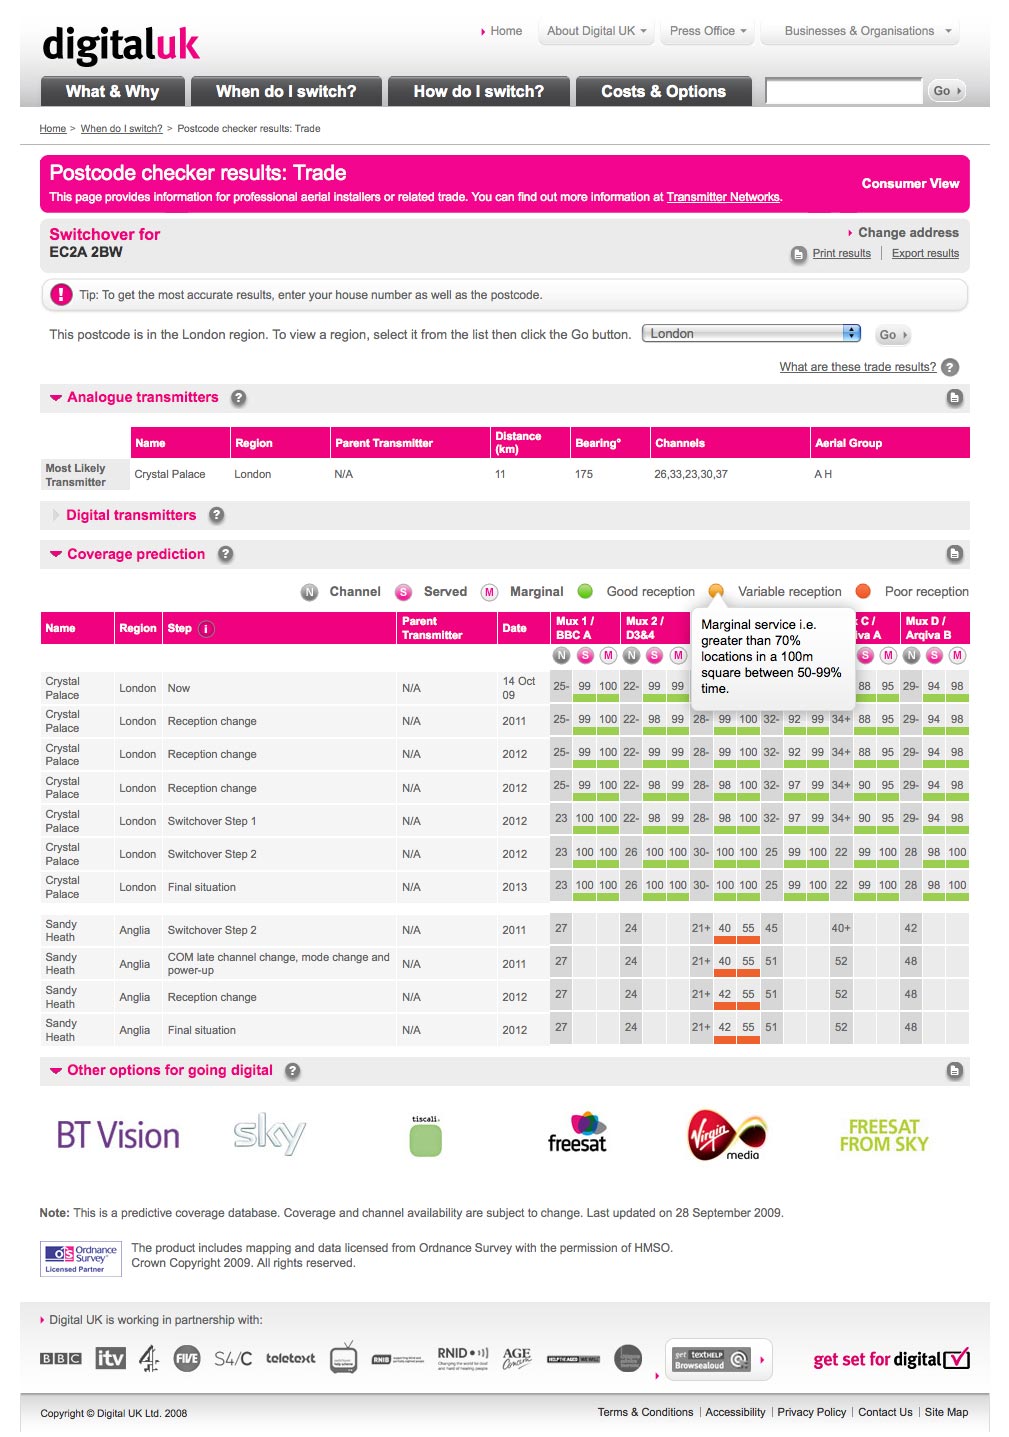 digitaluk
Home
About Digital UK
Press Office
Businesses & Organisations
What & Why
When do I switch?
How do I switch?
Costs & Options
Go
Home > When do I switch? > Postcode checker results: Trade
Postcode checker results: Trade
This page provides information for professional aerial installers or related trade. You can find out more information at Transmitter Networks.
Consumer View
Switchover for
EC2A 2BW
Change address
Print results | Export results
! Tip: To get the most accurate results, enter your house number as well as the postcode.
This postcode is in the London region. To view a region, select it from the list then click the Go button. London Go
What are these trade results? ?
Analogue transmitters ?
Name Region Parent Transmitter Distance (km) Bearing° Channels Aerial Group
Most Likely Transmitter Crystal Palace London N/A 11 175 26,33,23,30,37 A H
Digital transmitters ?
Coverage prediction ?
N Channel S Served M Marginal Good reception Variable reception Poor reception
Name Region Step i Parent Transmitter Date Mux 1 / BBC A Mux 2 / D3&4 Mux D / Arqiva B
Marginal service i.e.
greater than 70%
locations in a 100m
square between 50-99%
time.
N S M N S M S M N S M
Crystal Palace London Now N/A 14 Oct 09 25- 99 100 22- 99 99 88 95 29- 94 98
Crystal Palace London Reception change N/A 2011 25- 99 100 22- 98 99 28- 99 100 32- 92 99 34+ 88 95 29- 94 98
Crystal Palace London Reception change N/A 2012 25- 99 100 22- 99 99 28- 99 100 32- 92 99 34+ 88 95 29- 94 98
Crystal Palace London Reception change N/A 2012 25- 99 100 22- 98 99 28- 98 100 32- 97 99 34+ 90 95 29- 94 98
Crystal Palace London Switchover Step 1 N/A 2012 23 100 100 22- 98 99 28- 98 100 32- 97 99 34+ 90 95 29- 94 98
Crystal Palace London Switchover Step 2 N/A 2012 23 100 100 26 100 100 30- 100 100 25 99 100 22 99 100 28 98 100
Crystal Palace London Final situation N/A 2013 23 100 100 26 100 100 30- 100 100 25 99 100 22 99 100 28 98 100
Sandy Heath Anglia Switchover Step 2 N/A 2011 27 24 21+ 40 55 45 40+ 42
Sandy Heath Anglia COM late channel change, mode change and power-up N/A 2011 27 24 21+ 40 55 51 52 48
Sandy Heath Anglia Reception change N/A 2012 27 24 21+ 42 55 51 52 48
Sandy Heath Anglia Final situation N/A 2012 27 24 21+ 42 55 51 52 48
Other options for going digital ?
BT Vision
sky
tiscali.
freesat
Virgin media
FREESAT FROM SKY
Note: This is a predictive coverage database. Coverage and channel availability are subject to change. Last updated on 28 September 2009.
Ordnance Survey
Licensed Partner
The product includes mapping and data licensed from Ordnance Survey with the permission of HMSO.
Crown Copyright 2009. All rights reserved.
Digital UK is working in partnership with:
BBC itv 4 FIVE S4/C teletext RNIB RNID AGE Concern
get textHELP
Browsealoud
get set for digital
Copyright © Digital UK Ltd. 2008
Terms & Conditions | Accessibility | Privacy Policy | Contact Us | Site Map